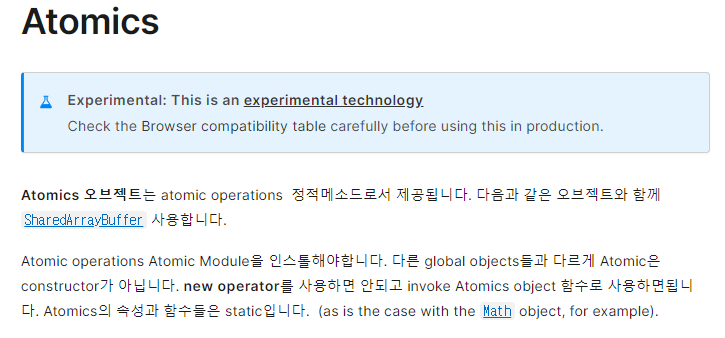 Atomics
Experimental: This is an experimental technology
Check the Browser compatibility table carefully before using this in production.
Atomics 오브젝트는 atomic operations 정적메소드로서 제공됩니다. 다음과 같은 오브젝트와 함께
SharedArrayBuffer 사용합니다.
Atomic operations Atomic Module을 인스톨해야합니다. 다른 global objects들과 다르게 Atomic은
constructor가 아닙니다. new operator를 사용하면 안되고 invoke Atomics object 함수로 사용하면됩니
다. Atomics의 속성과 함수들은 static입니다. (as is the case with the Math object, for example).